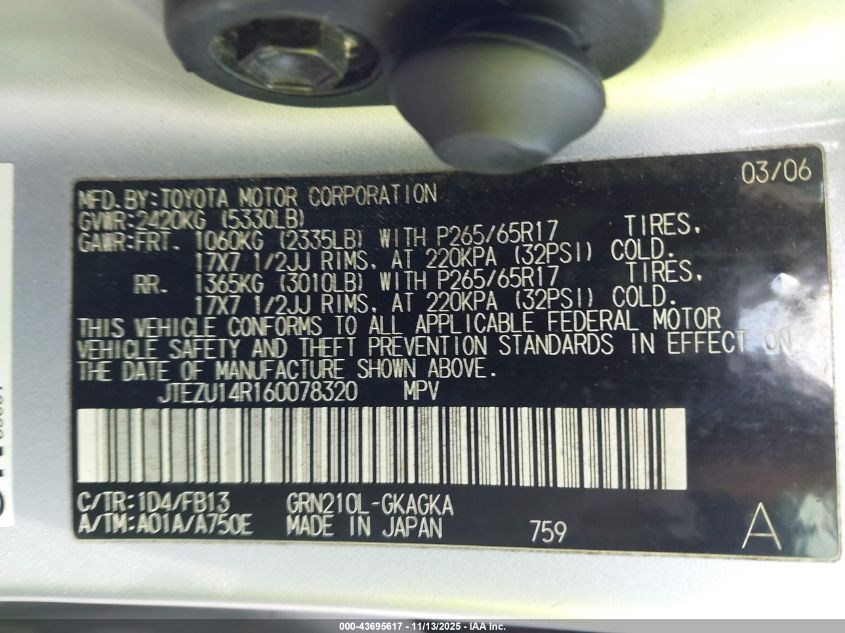 03/06
MFD.BY:TOYOTA MOTOR CORPORATION
GVWR:2420KG (5330LB)
GAWR:FRT. 1060KG (2335LB) WITH P265/65R17 TIRES,
17X7 1/2JJ RIMS, AT 220KPA (32PSI) COLD.
RR. 1365KG (3010LB) WITH P265/65R17 TIRES,
17X7 1/2JJ RIMS, AT 220KPA (32PSI) COLD.
THIS VEHICLE CONFORMS TO ALL APPLICABLE FEDERAL MOTOR
VEHICLE SAFETY AND THEFT PREVENTION STANDARDS IN EFFECT ON
THE DATE OF MANUFACTURE SHOWN ABOVE.
JTEZU14R160078320 MPV
C/TR:1D4/FB13 GRN210L-GKAGKA
A/TM:A01A/A750E MADE IN JAPAN 759 A
000-43695617 - 11/13/2025 - IAA Inc.